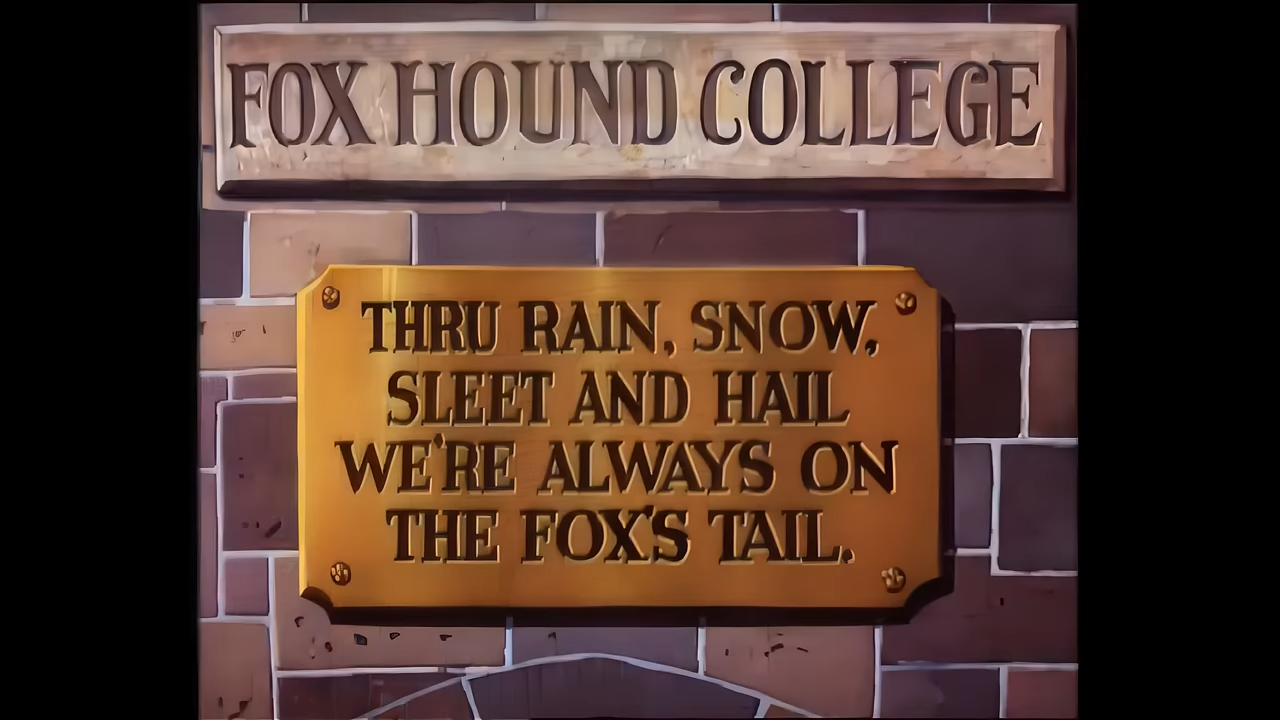 FOX HOUND COLLEGE
THRU RAIN, SNOW,
SLEET AND HAIL
WE'RE ALWAYS ON
THE FOX'S TAIL.